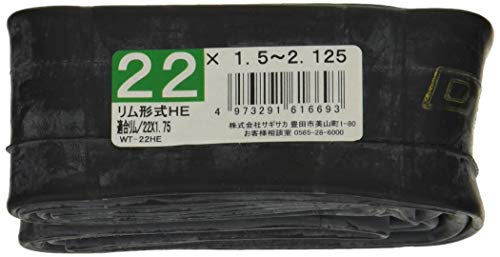 22 × 1.5~2.125
リム形式HE
適合リム/22X1.75
WT-22HE
4 973291 616693
株式会社サギサカ 豊田市美山町1-80
お客様相談室 0565-28-6000